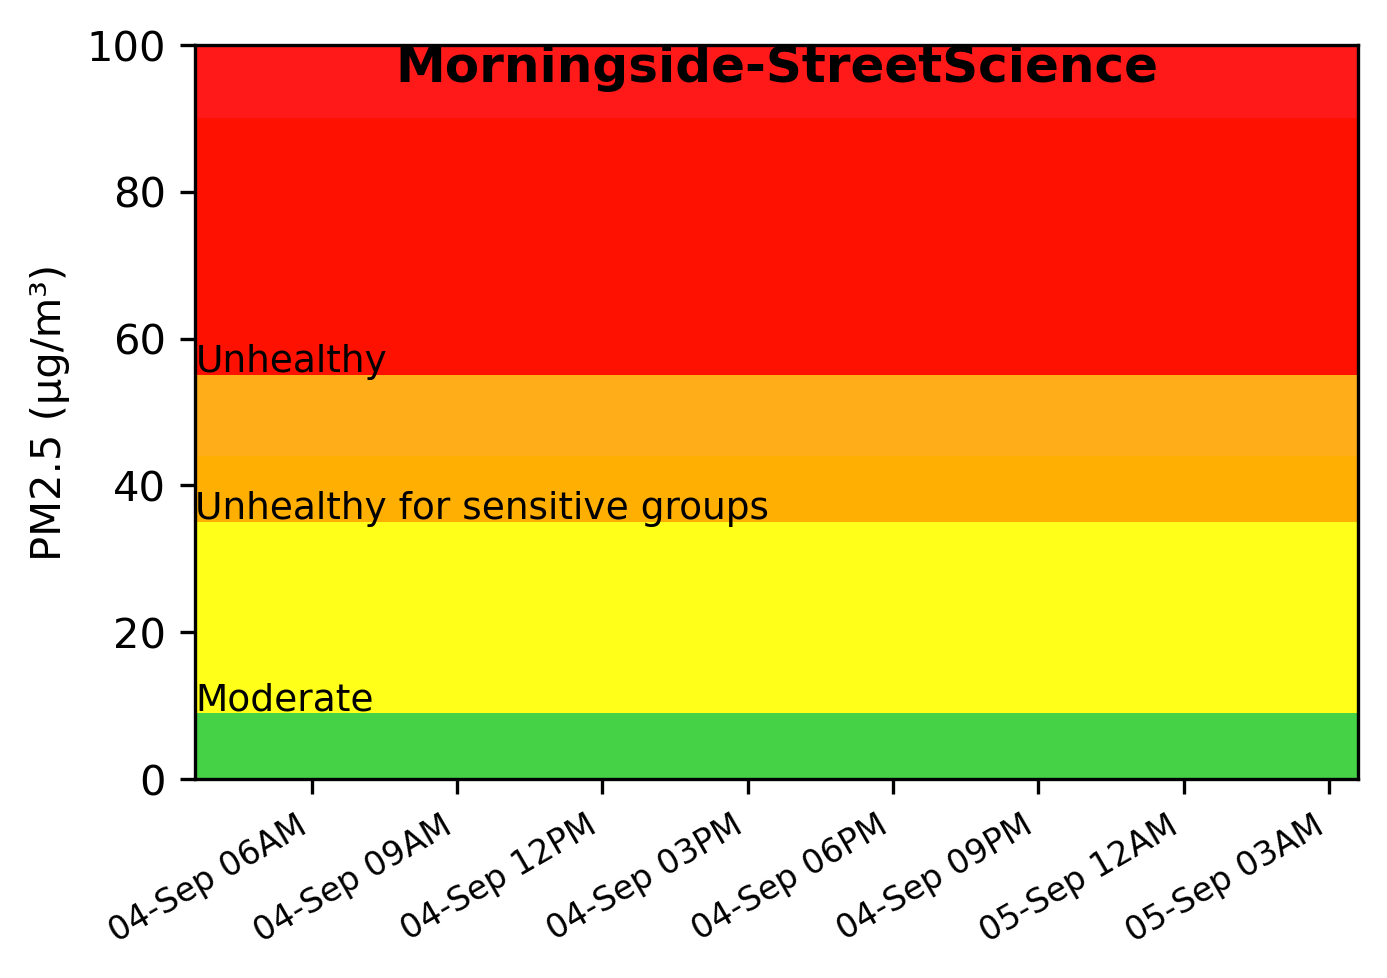 Morningside-StreetScience
100
80
60
40
20
0
PM2.5 (µg/m³)
Unhealthy
Unhealthy for sensitive groups
Moderate
04-Sep 06AM
04-Sep 09AM
04-Sep 12PM
04-Sep 03PM
04-Sep 06PM
04-Sep 09PM
05-Sep 12AM
05-Sep 03AM